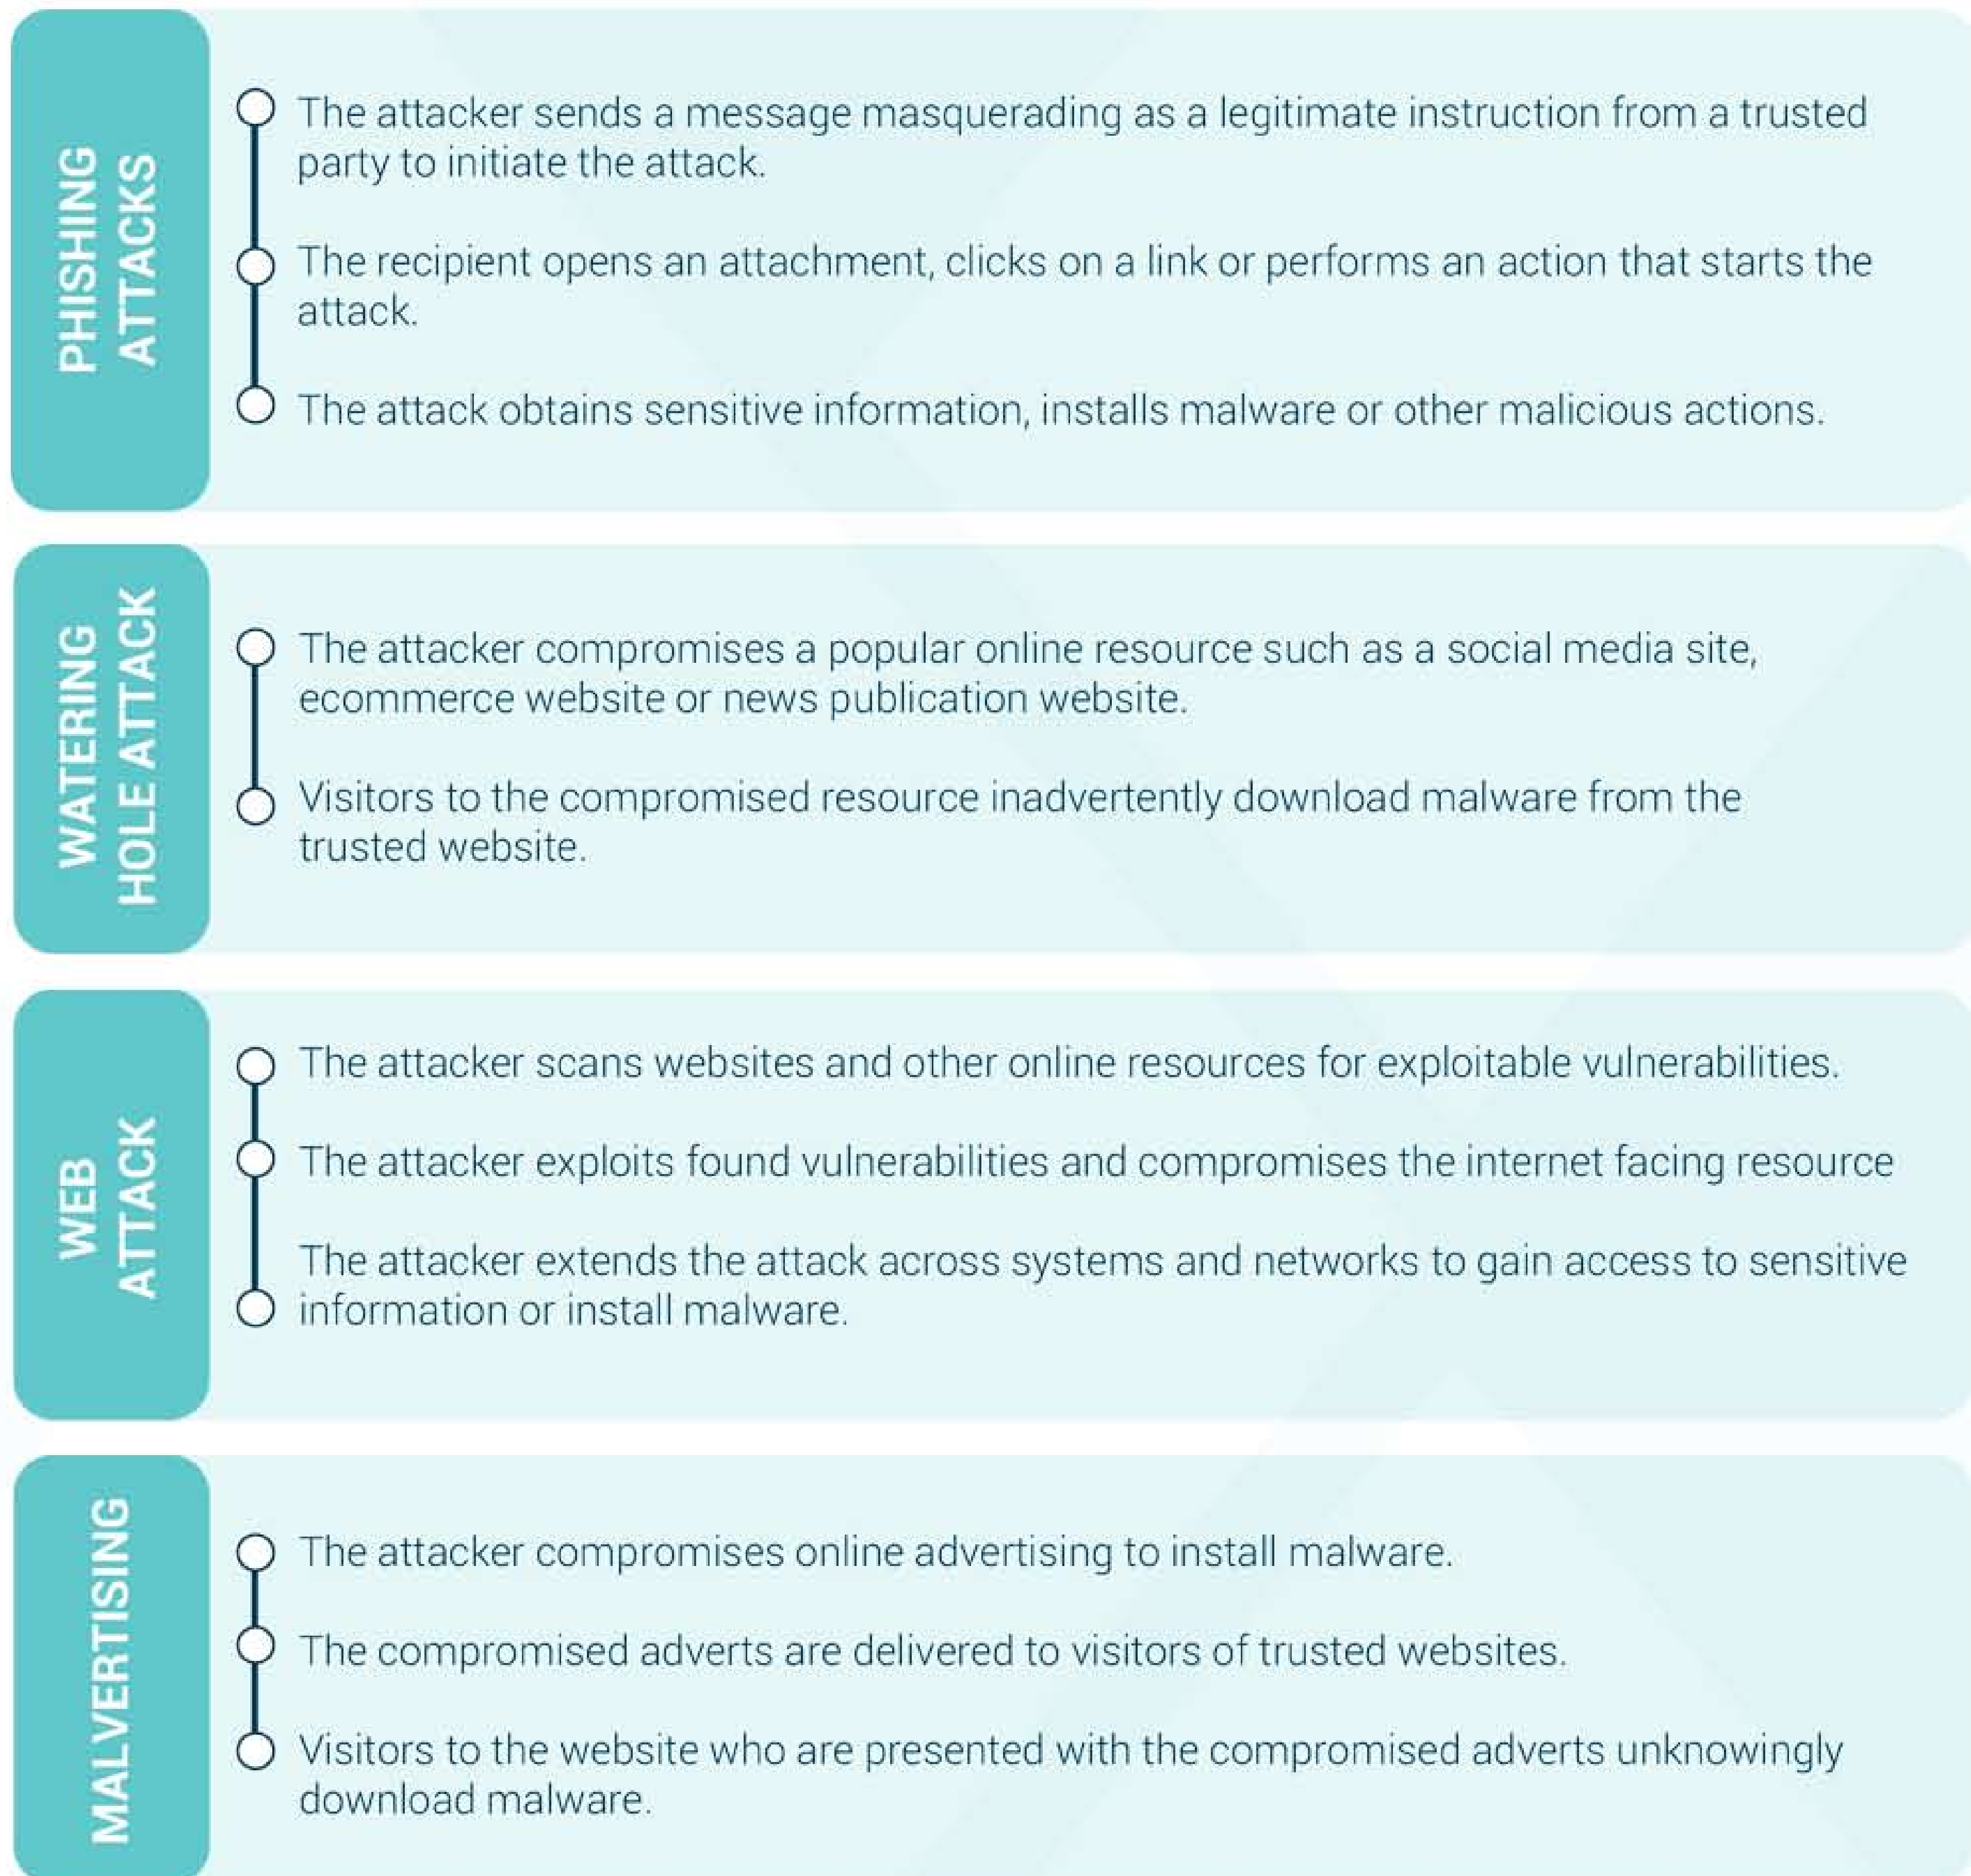 PHISHING
ATTACKS
The attacker sends a message masquerading as a legitimate instruction from a trusted
party to initiate the attack.
The recipient opens an attachment, clicks on a link or performs an action that starts the
attack.
The attack obtains sensitive information, installs malware or other malicious actions.
WATERING
HOLE ATTACK
The attacker compromises a popular online resource such as a social media site,
ecommerce website or news publication website.
Visitors to the compromised resource inadvertently download malware from the
trusted website.
WEB
ATTACK
The attacker scans websites and other online resources for exploitable vulnerabilities.
The attacker exploits found vulnerabilities and compromises the internet facing resource
The attacker extends the attack across systems and networks to gain access to sensitive
information or install malware.
MALVERTISING
The attacker compromises online advertising to install malware.
The compromised adverts are delivered to visitors of trusted websites.
Visitors to the website who are presented with the compromised adverts unknowingly
download malware.